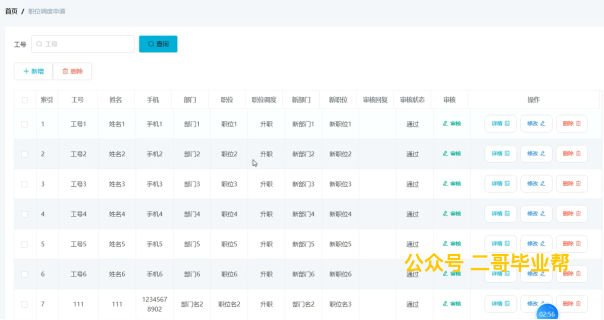 首页 / 职位调度申请
工号 工号 查询
+ 新增 删除
索引 工号 姓名 手机 部门 职位 职位调度 新部门 新职位 审核回复 审核状态 审核 操作
1 工号1 姓名1 手机1 部门1 职位1 升职 新部门1 新职位1 通过 审核 详情 修改 删除
2 工号2 姓名2 手机2 部门2 职位2 升职 新部门2 新职位2 通过 审核 详情 修改 删除
3 工号3 姓名3 手机3 部门3 职位3 升职 新部门3 新职位3 通过 审核 详情 修改 删除
4 工号4 姓名4 手机4 部门4 职位4 升职 新部门4 新职位4 通过 审核 详情 修改 删除
5 工号5 姓名5 手机5 部门5 职位5 升职 新部门5 新职位5 通过 审核 详情 修改 删除
公众号 二哥毕业帮
6 工号6 姓名6 手机6 部门6 职位6 升职 新部门6 新职位6 通过 审核 详情 修改 删除
7 111 111 12345678902 部门名2 职位名2 升职 部门名2 职位名3 通过 审核 详情 修改 删除
02:56